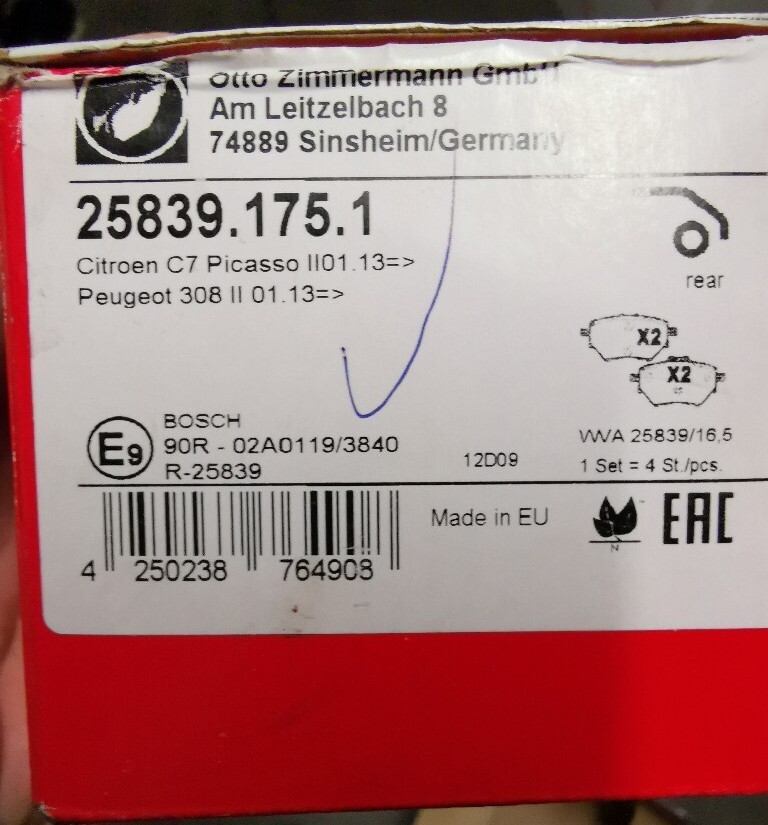 Otto Zimmermann GmbH
Am Leitzelbach 8
74889 Sinsheim/Germany
25839.175.1
Citroen C7 Picasso II01.13=>
Peugeot 308 II 01.13=>
rear
X2
X2
BOSCH
E9
90R - 02A0119/3840
R-25839
12D09
WVA 25839/16,5
1 Set = 4 St./pcs.
Made in EU
N
EAC
4 250238 764908